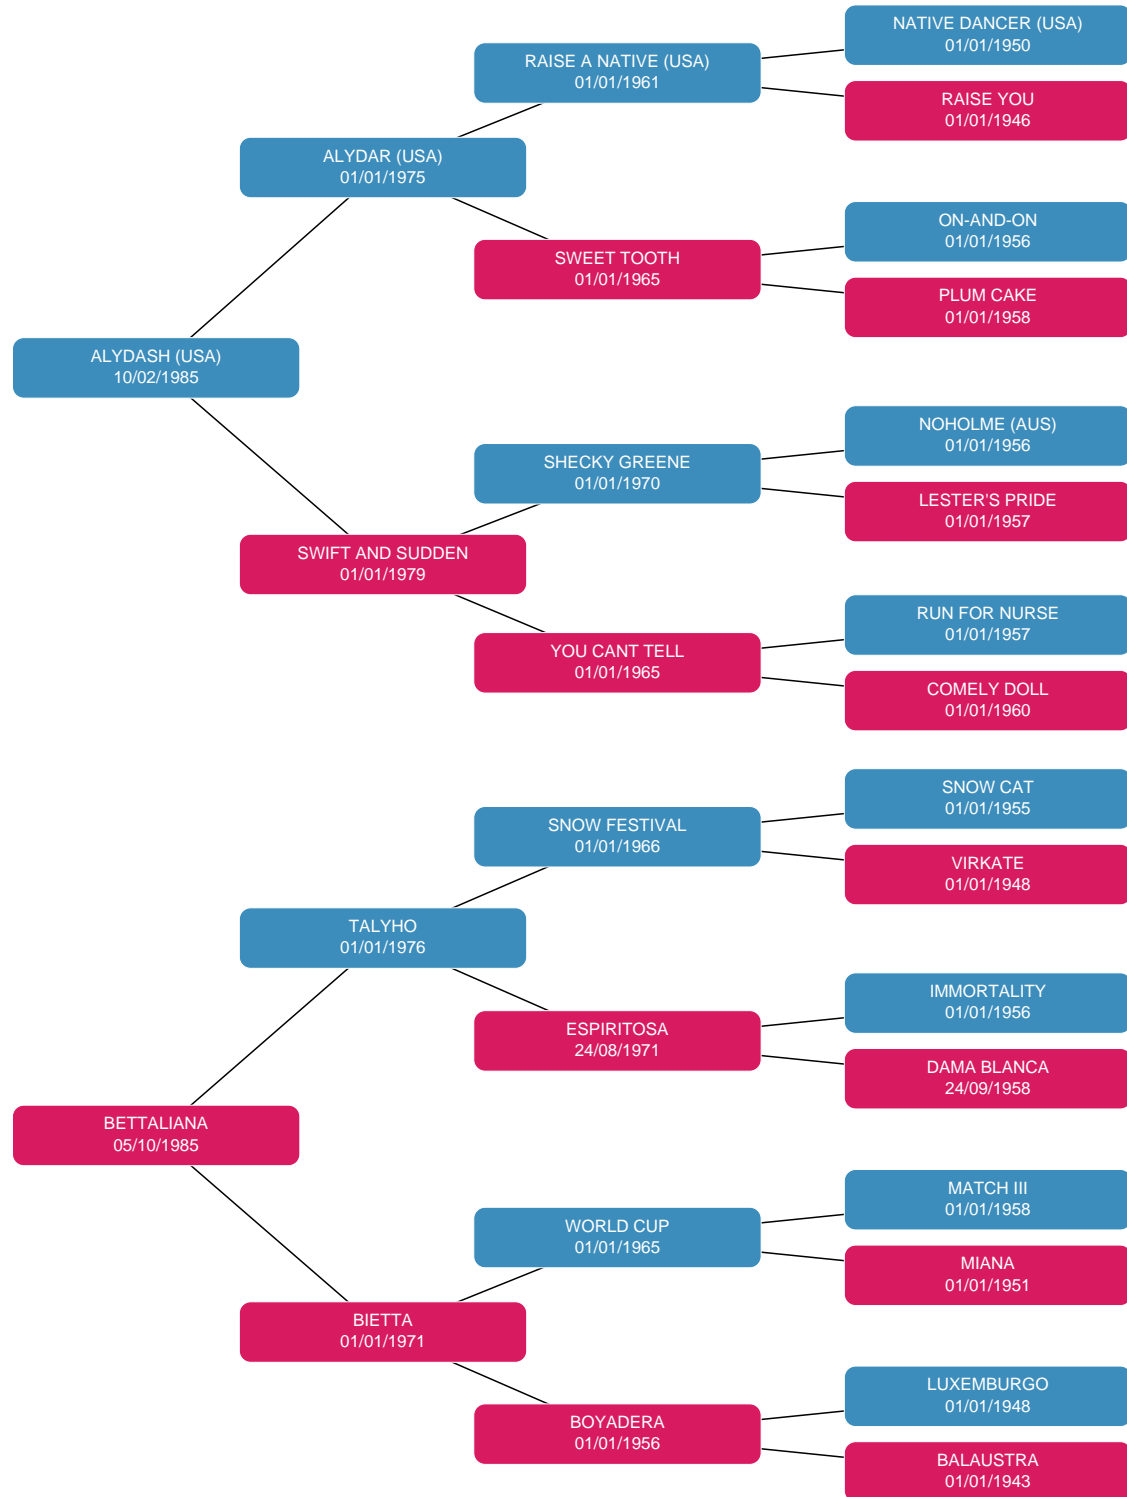 NATIVE DANCER (USA)
01/01/1950
RAISE A NATIVE (USA)
01/01/1961
RAISE YOU
01/01/1946
ALYDAR (USA)
01/01/1975
ON-AND-ON
01/01/1956
SWEET TOOTH
01/01/1965
PLUM CAKE
01/01/1958
ALYDASH (USA)
10/02/1985
NOHOLME (AUS)
01/01/1956
SHECKY GREENE
01/01/1970
LESTER'S PRIDE
01/01/1957
SWIFT AND SUDDEN
01/01/1979
RUN FOR NURSE
01/01/1957
YOU CANT TELL
01/01/1965
COMELY DOLL
01/01/1960
SNOW CAT
01/01/1955
SNOW FESTIVAL
01/01/1966
VIRKATE
01/01/1948
TALYHO
01/01/1976
IMMORTALITY
01/01/1956
ESPIRITOSA
24/08/1971
DAMA BLANCA
24/09/1958
BETTALIANA
05/10/1985
MATCH III
01/01/1958
WORLD CUP
01/01/1965
MIANA
01/01/1951
BIETTA
01/01/1971
LUXEMBURGO
01/01/1948
BOYADERA
01/01/1956
BALAUSTRA
01/01/1943